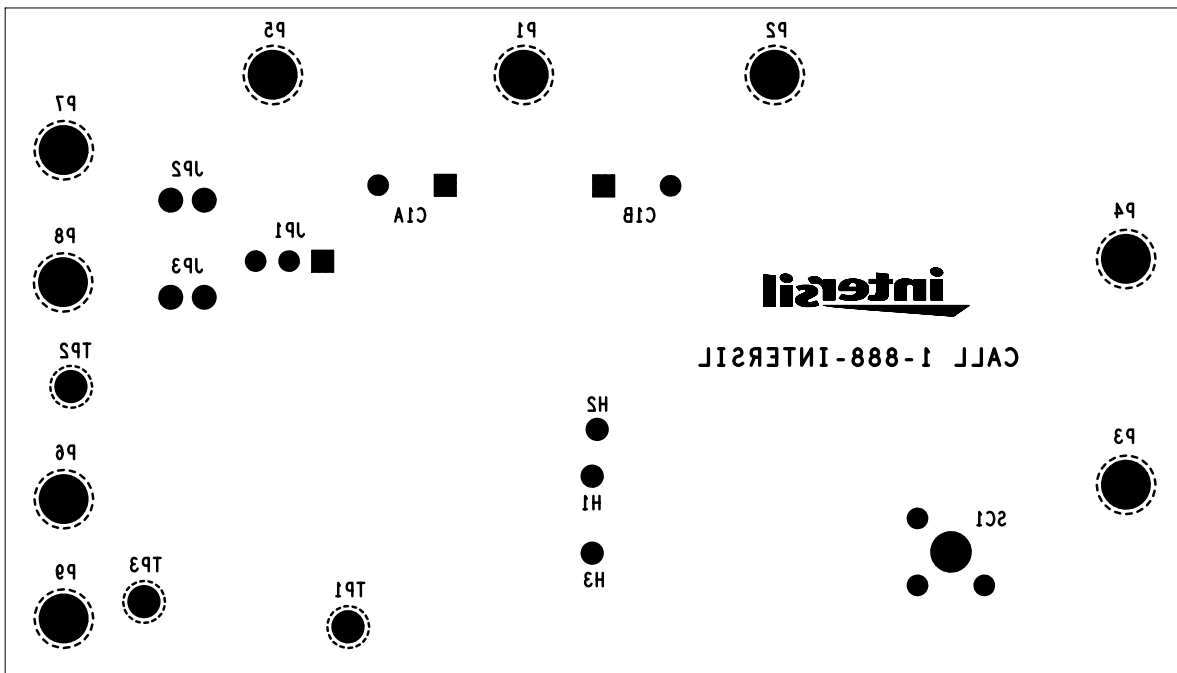 P5
P1
P2
P7
JP2
C1A
C1B
P4
P8
JP1
JP3
intersil
CALL 1-888-INTERSIL
TP2
H2
P3
P6
H1
SC1
TP3
P9
H3
TP1